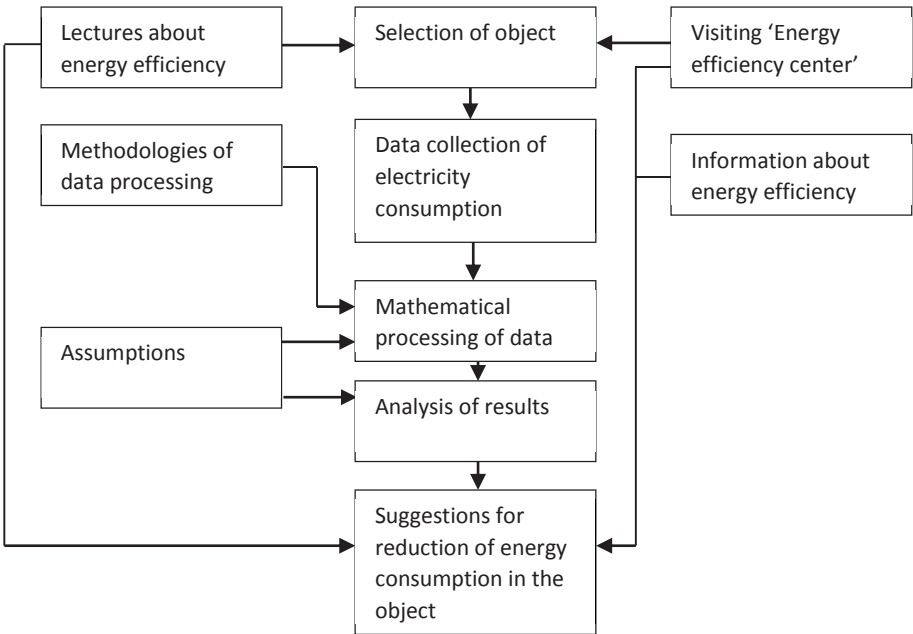 Lectures about
energy efficiency
Selection of object
Visiting ‘Energy
efficiency center’
Methodologies of
data processing
Data collection of
electricity
consumption
Information about
energy efficiency
Mathematical
processing of data
Assumptions
Analysis of results
Suggestions for
reduction of energy
consumption in the
object